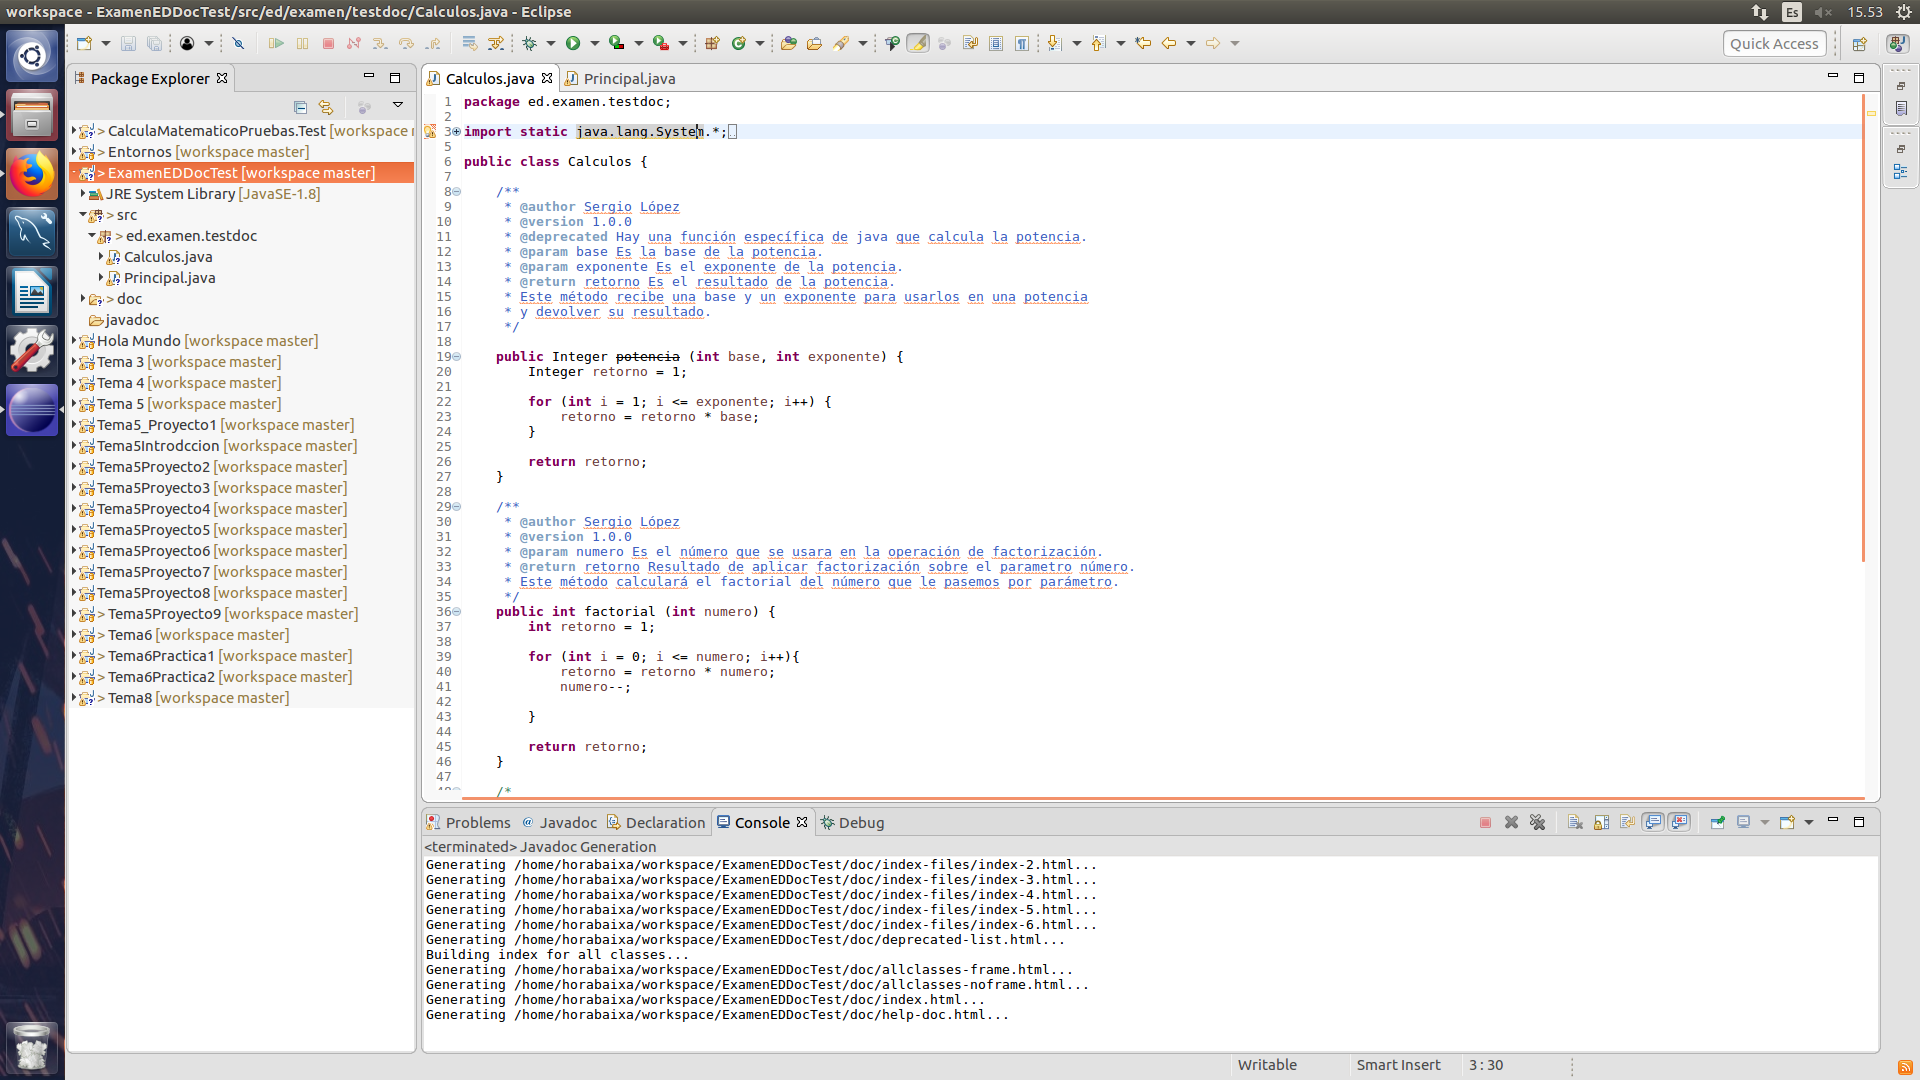 workspace - ExamenEDDocTest/src/ed/examen/testdoc/Calculos.java - Eclipse
Es
15.53
Quick Access
Package Explorer
> CalculaMatematicoPruebas.Test [workspace r
> Entornos [workspace master]
> ExamenEDDocTest [workspace master]
JRE System Library [JavaSE-1.8]
> src
> ed.examen.testdoc
Calculos.java
Principal.java
> doc
javadoc
Hola Mundo [workspace master]
Tema 3 [workspace master]
Tema 4 [workspace master]
Tema 5 [workspace master]
Tema5_Proyecto1 [workspace master]
Tema5Introdccion [workspace master]
Tema5Proyecto2 [workspace master]
Tema5Proyecto3 [workspace master]
Tema5Proyecto4 [workspace master]
Tema5Proyecto5 [workspace master]
Tema5Proyecto6 [workspace master]
Tema5Proyecto7 [workspace master]
Tema5Proyecto8 [workspace master]
> Tema5Proyecto9 [workspace master]
> Tema6 [workspace master]
> Tema6Practica1 [workspace master]
> Tema6Practica2 [workspace master]
> Tema8 [workspace master]
Calculos.java
Principal.java
1 package ed.examen.testdoc;
2
3 import static java.lang.System.*;
5
6 public class Calculos {
7
8 /**
9 * @author Sergio López
10 * @version 1.0.0
11 * @deprecated Hay una función específica de java que calcula la potencia.
12 * @param base Es la base de la potencia.
13 * @param exponente Es el exponente de la potencia.
14 * @return retorno Es el resultado de la potencia.
15 * Este método recibe una base y un exponente para usarlos en una potencia
16 * y devolver su resultado.
17 */
18
19 public Integer potencia (int base, int exponente) {
20 Integer retorno = 1;
21
22 for (int i = 1; i <= exponente; i++) {
23 retorno = retorno * base;
24 }
25
26 return retorno;
27 }
28
29 /**
30 * @author Sergio López
31 * @version 1.0.0
32 * @param numero Es el número que se usara en la operación de factorización.
33 * @return retorno Resultado de aplicar factorización sobre el parametro número.
34 * Este método calculará el factorial del número que le pasemos por parámetro.
35 */
36 public int factorial (int numero) {
37 int retorno = 1;
38
39 for (int i = 0; i <= numero; i++){
40 retorno = retorno * numero;
41 numero--;
42
43 }
44
45 return retorno;
46 }
47
48 /*
Problems
@ Javadoc
Declaration
Console
Debug
<terminated> Javadoc Generation
Generating /home/horabaixa/workspace/ExamenEDDocTest/doc/index-files/index-2.html...
Generating /home/horabaixa/workspace/ExamenEDDocTest/doc/index-files/index-3.html...
Generating /home/horabaixa/workspace/ExamenEDDocTest/doc/index-files/index-4.html...
Generating /home/horabaixa/workspace/ExamenEDDocTest/doc/index-files/index-5.html...
Generating /home/horabaixa/workspace/ExamenEDDocTest/doc/index-files/index-6.html...
Generating /home/horabaixa/workspace/ExamenEDDocTest/doc/deprecated-list.html...
Building index for all classes...
Generating /home/horabaixa/workspace/ExamenEDDocTest/doc/allclasses-frame.html...
Generating /home/horabaixa/workspace/ExamenEDDocTest/doc/allclasses-noframe.html...
Generating /home/horabaixa/workspace/ExamenEDDocTest/doc/index.html...
Generating /home/horabaixa/workspace/ExamenEDDocTest/doc/help-doc.html...
Writable
Smart Insert
3 : 30